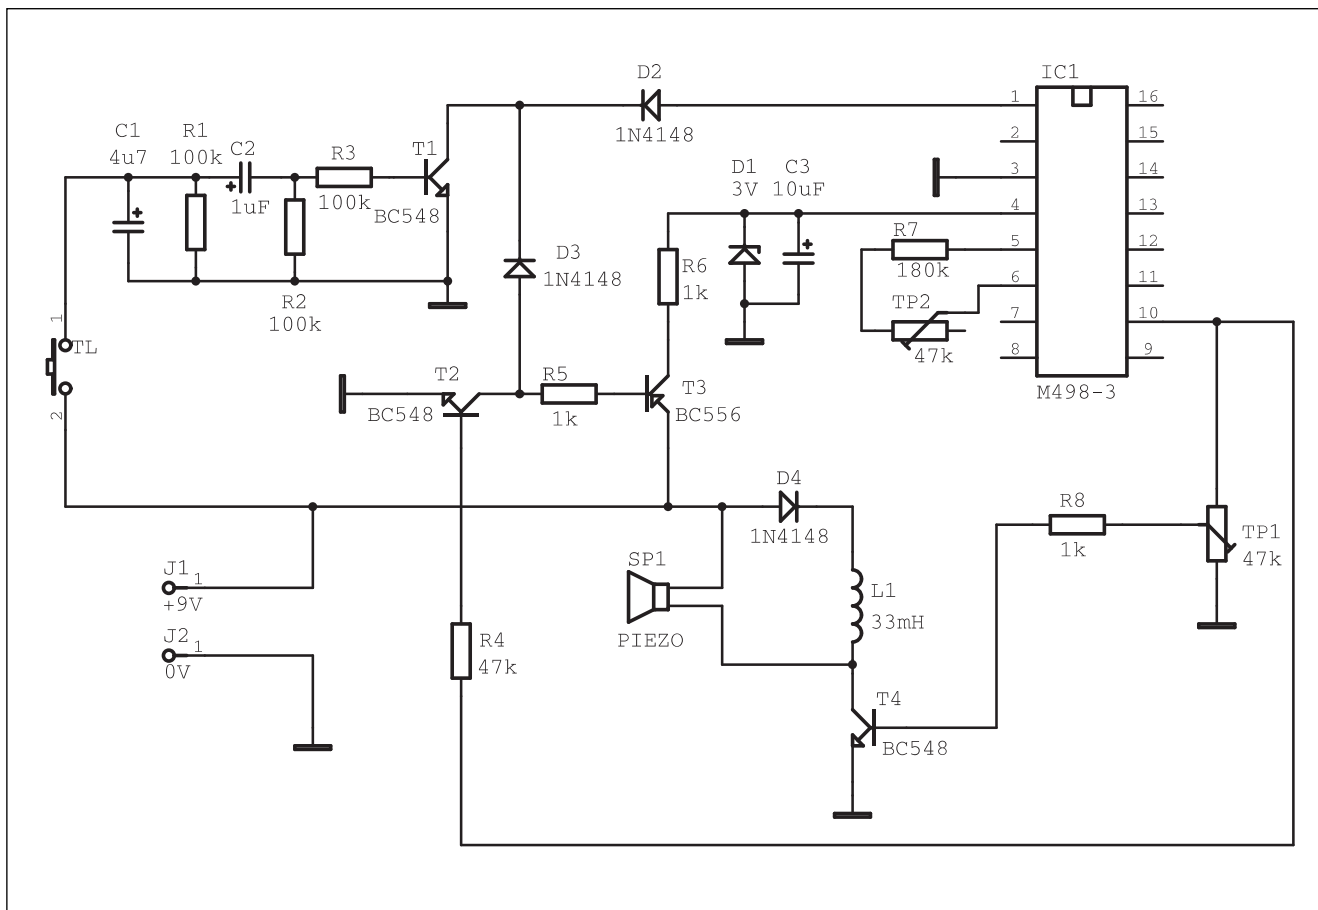 D2
1N4148
IC1
1
2
3
4
5
6
7
8
16
15
14
13
12
11
10
9
M498-3
C1
4u7
R1
100k
C2
1uF
R3
100k
T1
BC548
D1
3V
C3
10uF
R2
100k
D3
1N4148
R6
1k
R7
180k
TP2
47k
1
TL
2
T2
BC548
R5
1k
T3
BC556
D4
1N4148
R8
1k
TP1
47k
J1
1
+9V
J2
1
0V
SP1
PIEZO
L1
33mH
R4
47k
T4
BC548